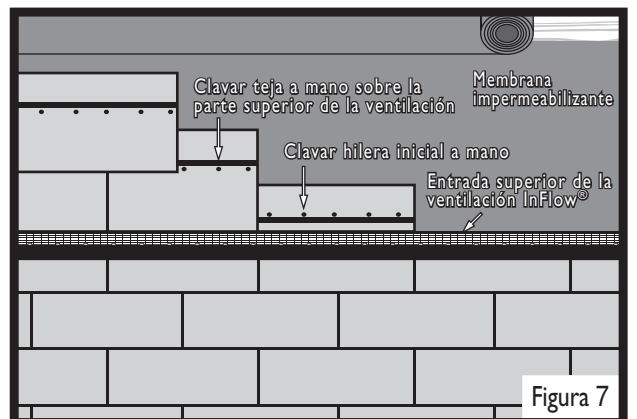 Clavar teja a mano sobre la
parte superior de la ventilación
Membrana
impermeabilizante
Clavar hilera inicial a mano
Entrada superior de la
ventilación InFlow®
Figura 7